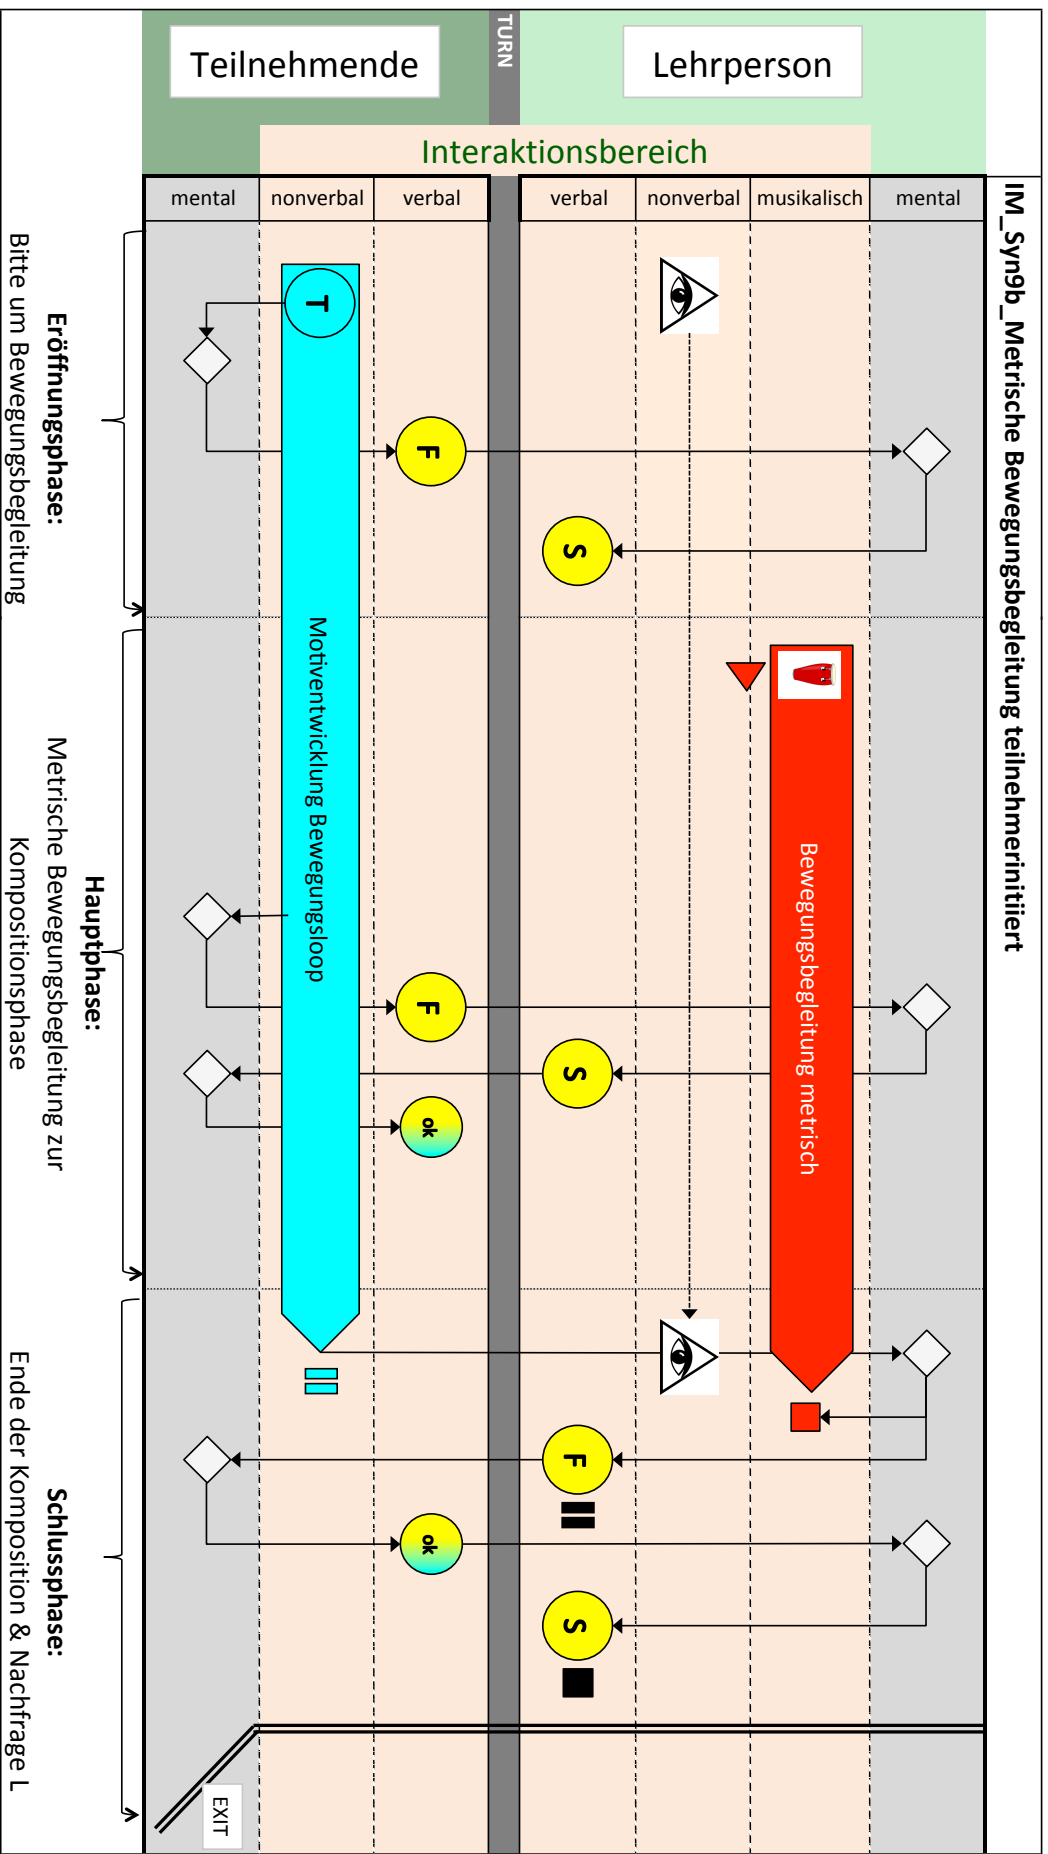 IM_Syn9b_Metrische Bewegungsbegleitung teilnehmerinitiiert
Teilnehmende
TURN
Lehrperson
Interaktionsbereich
mental
nonverbal
verbal
verbal
nonverbal
musikalisch
mental
T
F
S
Motiventwicklung Bewegungsloop
Bewegungsbegleitung metrisch
F
S
ok
F
ok
S
EXIT
Eröffnungsphase:
Bitte um Bewegungsbegleitung
Hauptphase:
Metrische Bewegungsbegleitung zur
Kompositionsphase
Schlussphase:
Ende der Komposition & Nachfrage L